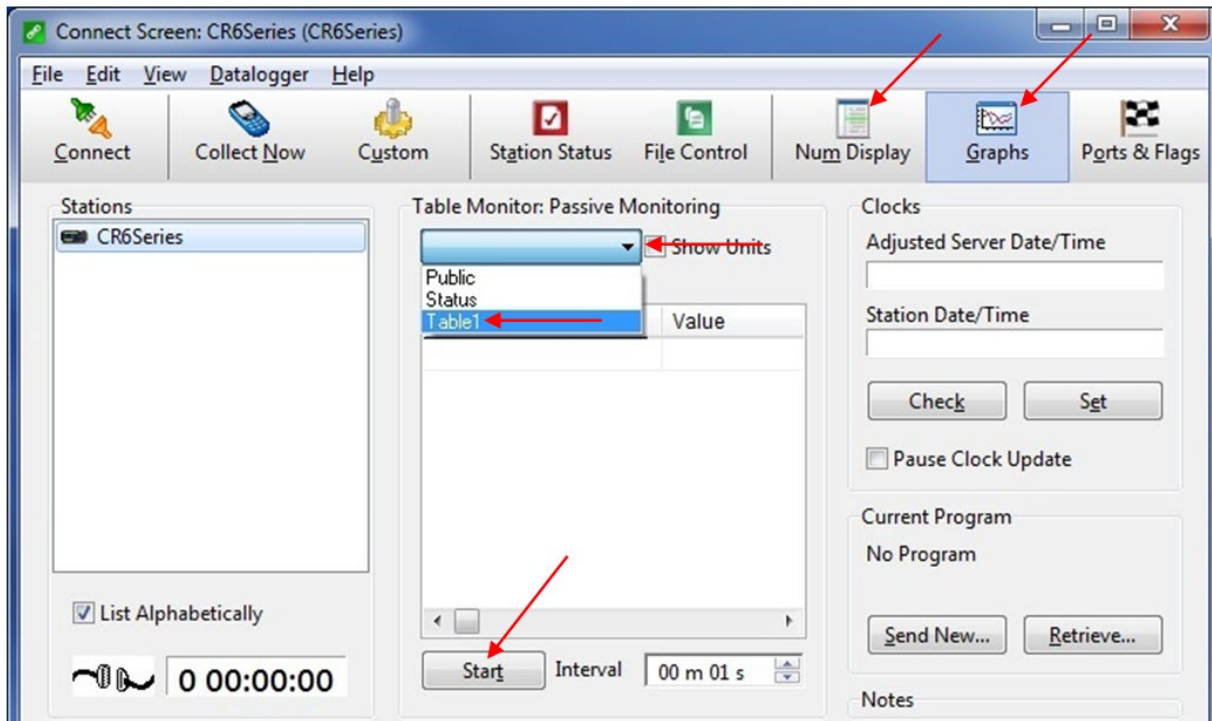 Connect Screen: CR6Series (CR6Series)
File Edit View Datalogger Help
Connect Collect Now Custom Station Status File Control Num Display Graphs Ports & Flags
Stations
CR6Series
List Alphabetically
0 00:00:00
Table Monitor: Passive Monitoring
Show Units
Public
Status
Table1
Value
Start Interval 00 m 01 s
Clocks
Adjusted Server Date/Time
Station Date/Time
Check Set
Pause Clock Update
Current Program
No Program
Send New... Retrieve...
Notes